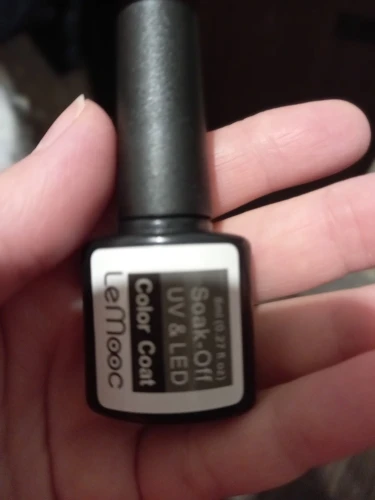 LEMOOC
Color Coat
UV & LED
Soak-Off
8ml (0.27 fl.oz)